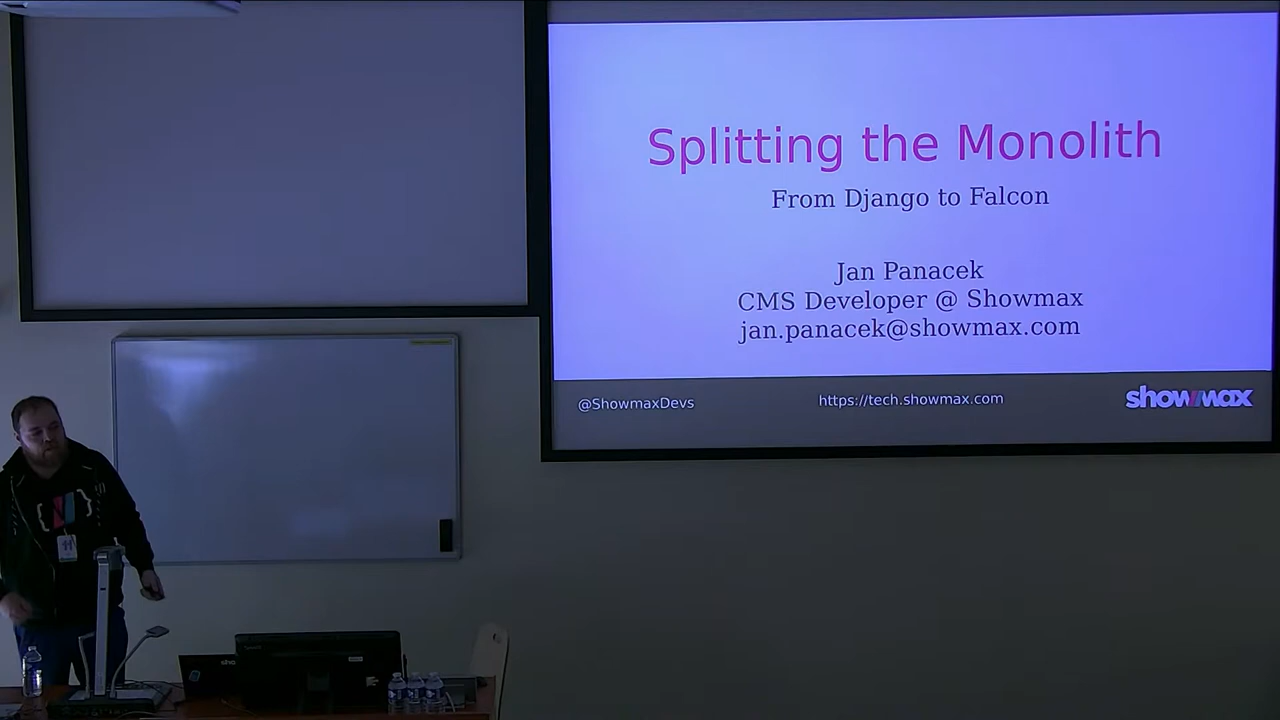 Splitting the Monolith
From Django to Falcon
Jan Panacek
CMS Developer @ Showmax
jan.panacek@showmax.com
@ShowmaxDevs
https://tech.showmax.com
showmax